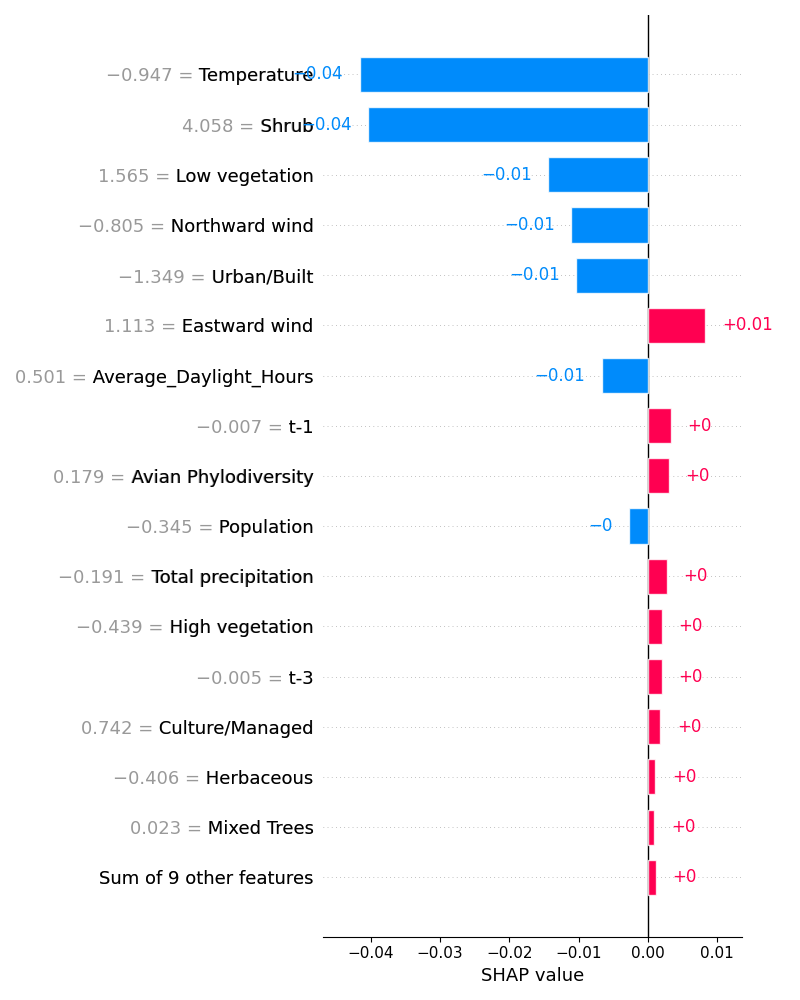 −0.947 = Temperature −0.04
4.058 = Shrub −0.04
1.565 = Low vegetation −0.01
−0.805 = Northward wind −0.01
−1.349 = Urban/Built −0.01
1.113 = Eastward wind +0.01
0.501 = Average_Daylight_Hours −0.01
−0.007 = t-1 +0
0.179 = Avian Phylodiversity +0
−0.345 = Population −0
−0.191 = Total precipitation +0
−0.439 = High vegetation +0
−0.005 = t-3 +0
0.742 = Culture/Managed +0
−0.406 = Herbaceous +0
0.023 = Mixed Trees +0
Sum of 9 other features +0
−0.04 −0.03 −0.02 −0.01 0.00 0.01
SHAP value